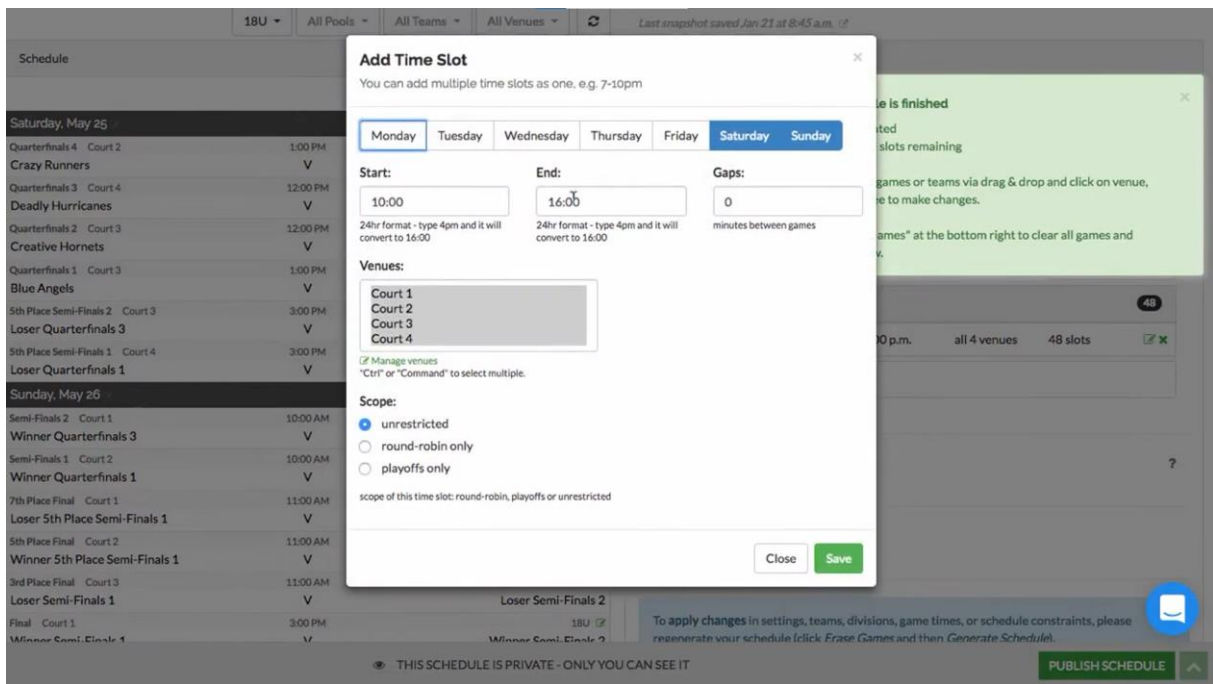 18U All Pools All Teams All Venues Last snapshot saved Jan 21 at 8:45 a.m.
Schedule
Saturday, May 25
Quarterfinals 4 Court 2 1:00 PM
Crazy Runners V
Quarterfinals 3 Court 4 12:00 PM
Deadly Hurricanes V
Quarterfinals 2 Court 3 12:00 PM
Creative Hornets V
Quarterfinals 1 Court 3 1:00 PM
Blue Angels V
5th Place Semi-Finals 2 Court 3 3:00 PM
Loser Quarterfinals 3 V
5th Place Semi-Finals 1 Court 4 3:00 PM
Loser Quarterfinals 1 V
Sunday, May 26
Semi-Finals 2 Court 1 10:00 AM
Winner Quarterfinals 3 V
Semi-Finals 1 Court 2 10:00 AM
Winner Quarterfinals 1 V
7th Place Final Court 1 11:00 AM
Loser 5th Place Semi-Finals 1 V
5th Place Final Court 2 11:00 AM
Winner 5th Place Semi-Finals 1 V
3rd Place Final Court 3 11:00 AM
Loser Semi-Finals 1 V Loser Semi-Finals 2
Final Court 1 3:00 PM 18U
Winner Semi-Finals 1 V Winner Semi-Finals 2
Add Time Slot ×
You can add multiple time slots as one, e.g. 7-10pm
Monday Tuesday Wednesday Thursday Friday Saturday Sunday
Start: End: Gaps:
10:00 16:00 0
24hr format - type 4pm and it will 24hr format - type 4pm and it will minutes between games
convert to 16:00 convert to 16:00
Venues:
Court 1
Court 2
Court 3
Court 4
Manage venues
"Ctrl" or "Command" to select multiple.
Scope:
unrestricted
round-robin only
playoffs only
scope of this time slot: round-robin, playoffs or unrestricted
Close Save
is finished ×
slots remaining
games or teams via drag & drop and click on venue,
to make changes.
at the bottom right to clear all games and
48
p.m. all 4 venues 48 slots
?
To apply changes in settings, teams, divisions, game times, or schedule constraints, please
regenerate your schedule (click Erase Games and then Generate Schedule).
THIS SCHEDULE IS PRIVATE - ONLY YOU CAN SEE IT PUBLISH SCHEDULE